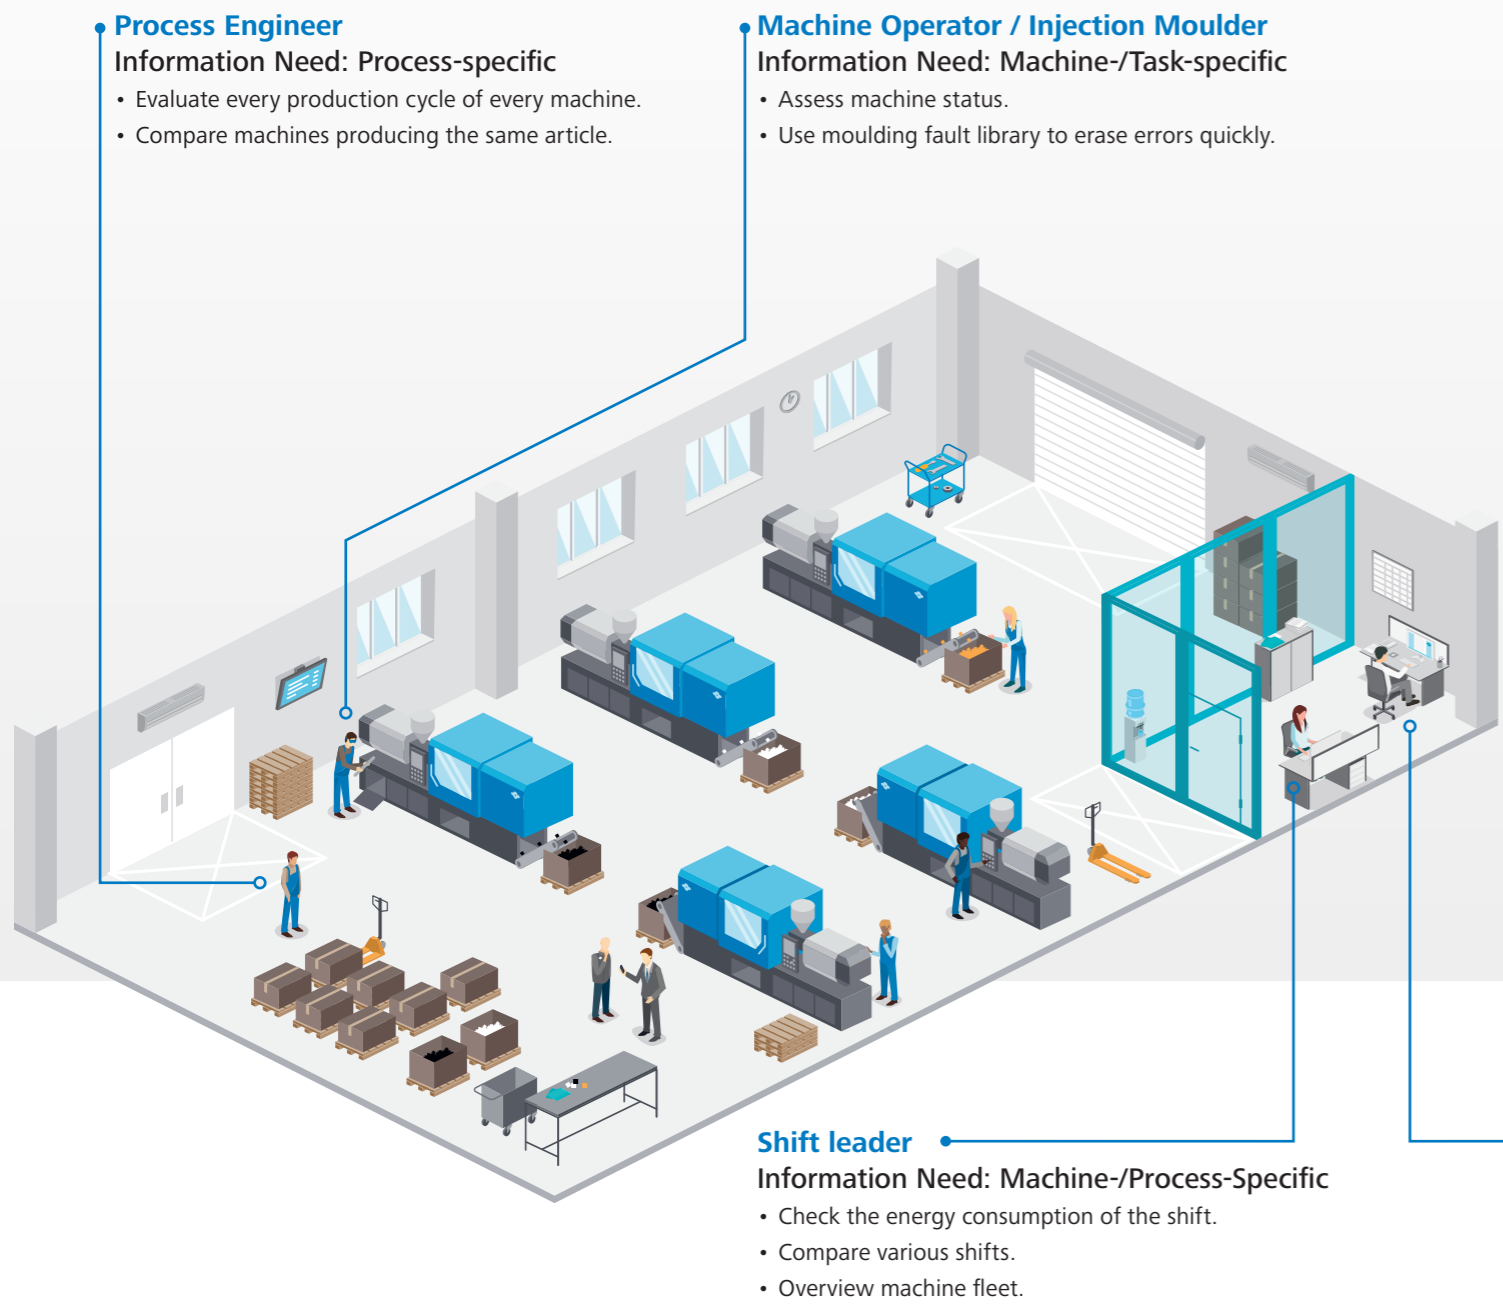 Process Engineer
Information Need: Process-specific
• Evaluate every production cycle of every machine.
• Compare machines producing the same article.
Machine Operator / Injection Moulder
Information Need: Machine-/Task-specific
• Assess machine status.
• Use moulding fault library to erase errors quickly.
Shift leader
Information Need: Machine-/Process-Specific
• Check the energy consumption of the shift.
• Compare various shifts.
• Overview machine fleet.